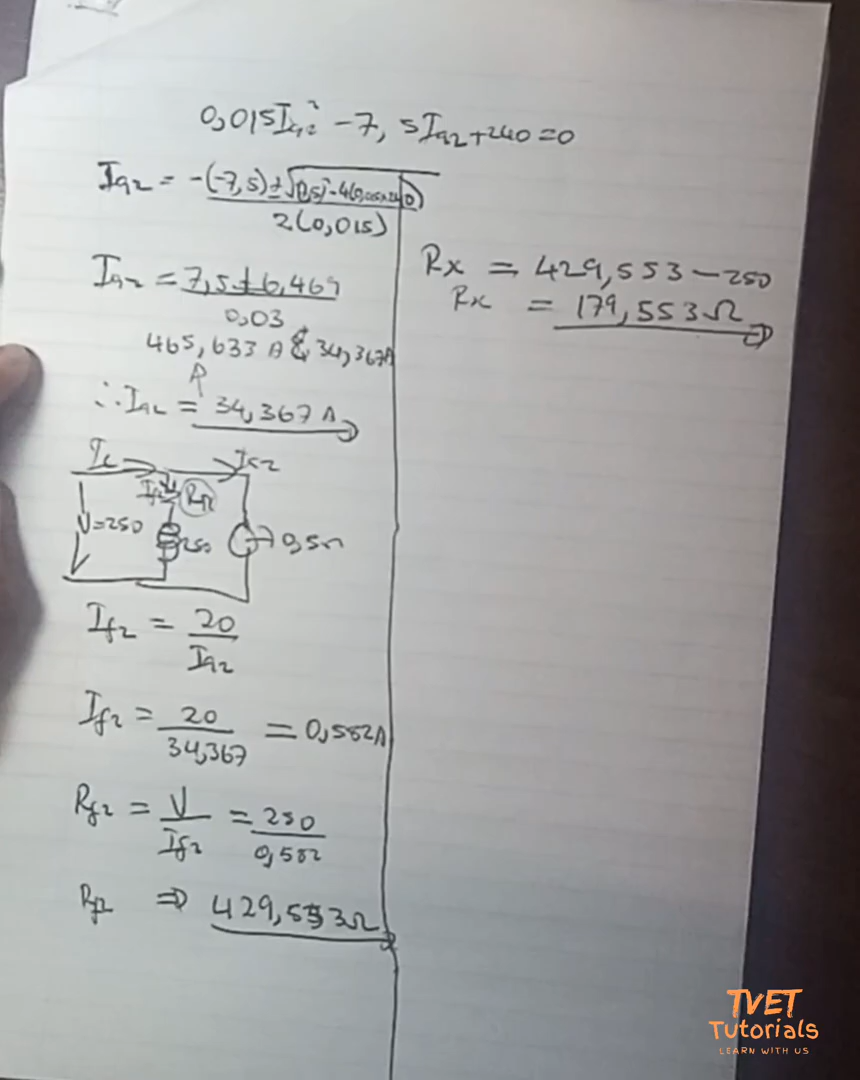 0,015Ia2² - 7,5Ia2 + 240 = 0
Ia2 = -(-7,5) ± √(7,5)² - 4(0,015×240)
2(0,015)
Ia2 = 7,5 ± 6,469
0,03
465,633 A & 34,367A
∴ Ia2 = 34,367 A
V=250
250
0,5Ω
If2 = 20
Ia2
If2 = 20 = 0,582A
34,367
Rf2 = V = 250
If2 0,582
Rf2 ⇒ 429,553Ω
Rx = 429,553 - 250
Rx = 179,553Ω
TVET
Tutorials
LEARN WITH US